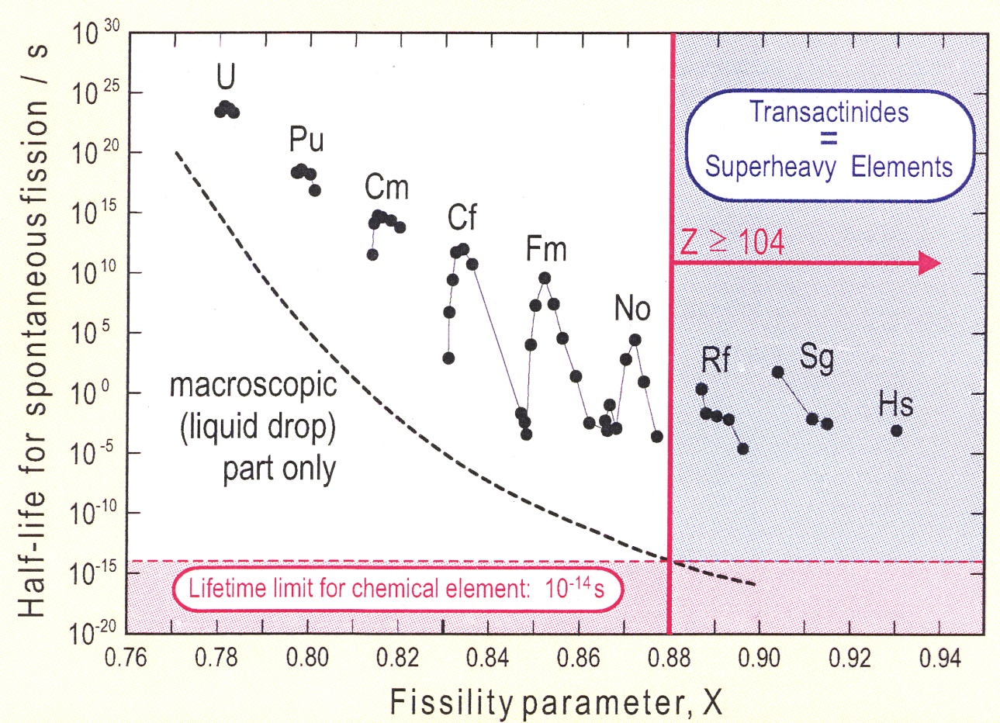 Half-life for spontaneous fission / s
10^30
10^25
10^20
10^15
10^10
10^5
10^0
10^-5
10^-10
10^-15
10^-20
U
Pu
Cm
Cf
Fm
No
Rf
Sg
Hs
Transactinides
=
Superheavy Elements
Z ≥ 104
macroscopic
(liquid drop)
part only
Lifetime limit for chemical element: 10^-14 s
0.76 0.78 0.80 0.82 0.84 0.86 0.88 0.90 0.92 0.94
Fissility parameter, X